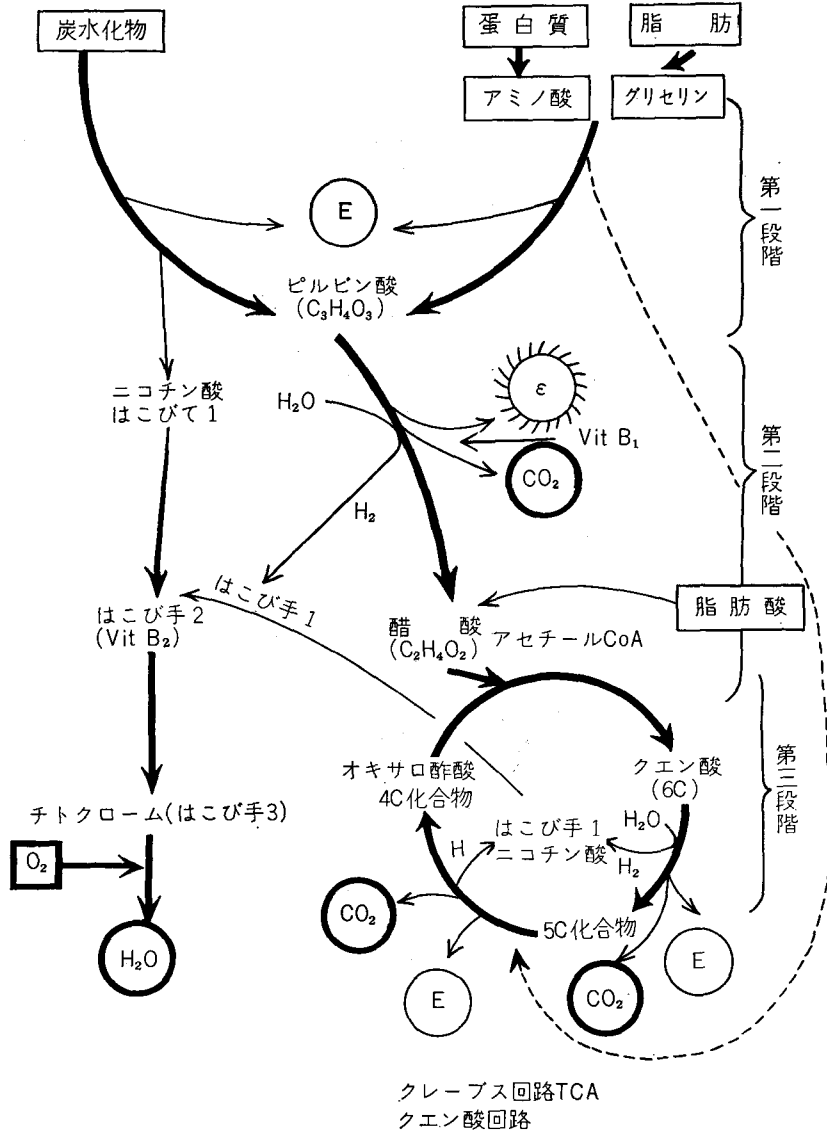 炭水化物
蛋白質
脂肪
アミノ酸
グリセリン
第一段階
E
ピルビン酸
(C₃H₄O₃)
ニコチン酸
はこびて1
H₂O
ε
Vit B₁
CO₂
H₂
第二段階
はこび手1
はこび手2
(Vit B₂)
脂肪酸
醋酸
(C₂H₄O₂)
アセチールCoA
オキサロ酢酸
4C化合物
クエン酸
(6C)
第三段階
チトクローム(はこび手3)
はこび手1
ニコチン酸
H₂O
H
H₂
O₂
CO₂
5C化合物
H₂O
E
CO₂
E
クレーブス回路TCA
クエン酸回路